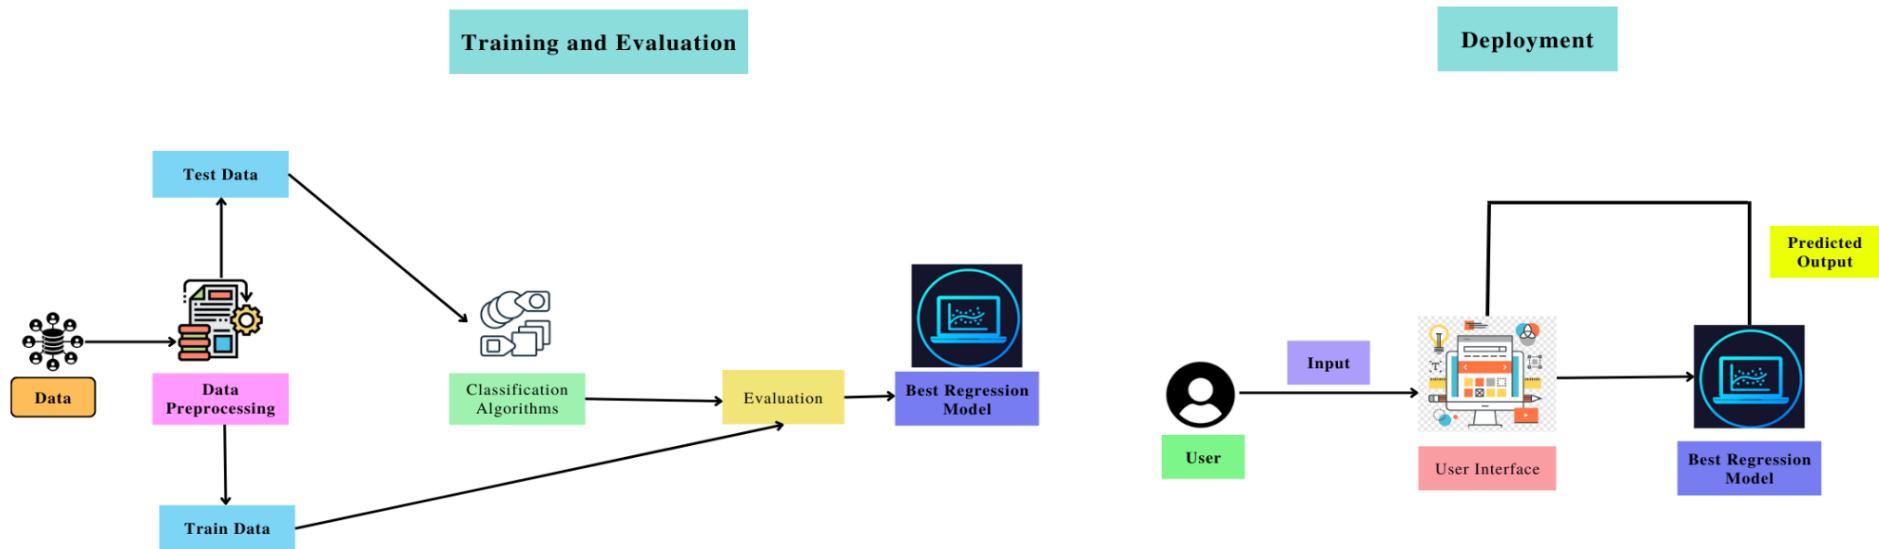 Training and Evaluation
Deployment
Test Data
Data
Data
Preprocessing
Train Data
Classification
Algorithms
Evaluation
Best Regression
Model
User
Input
User Interface
Predicted
Output
Best Regression
Model